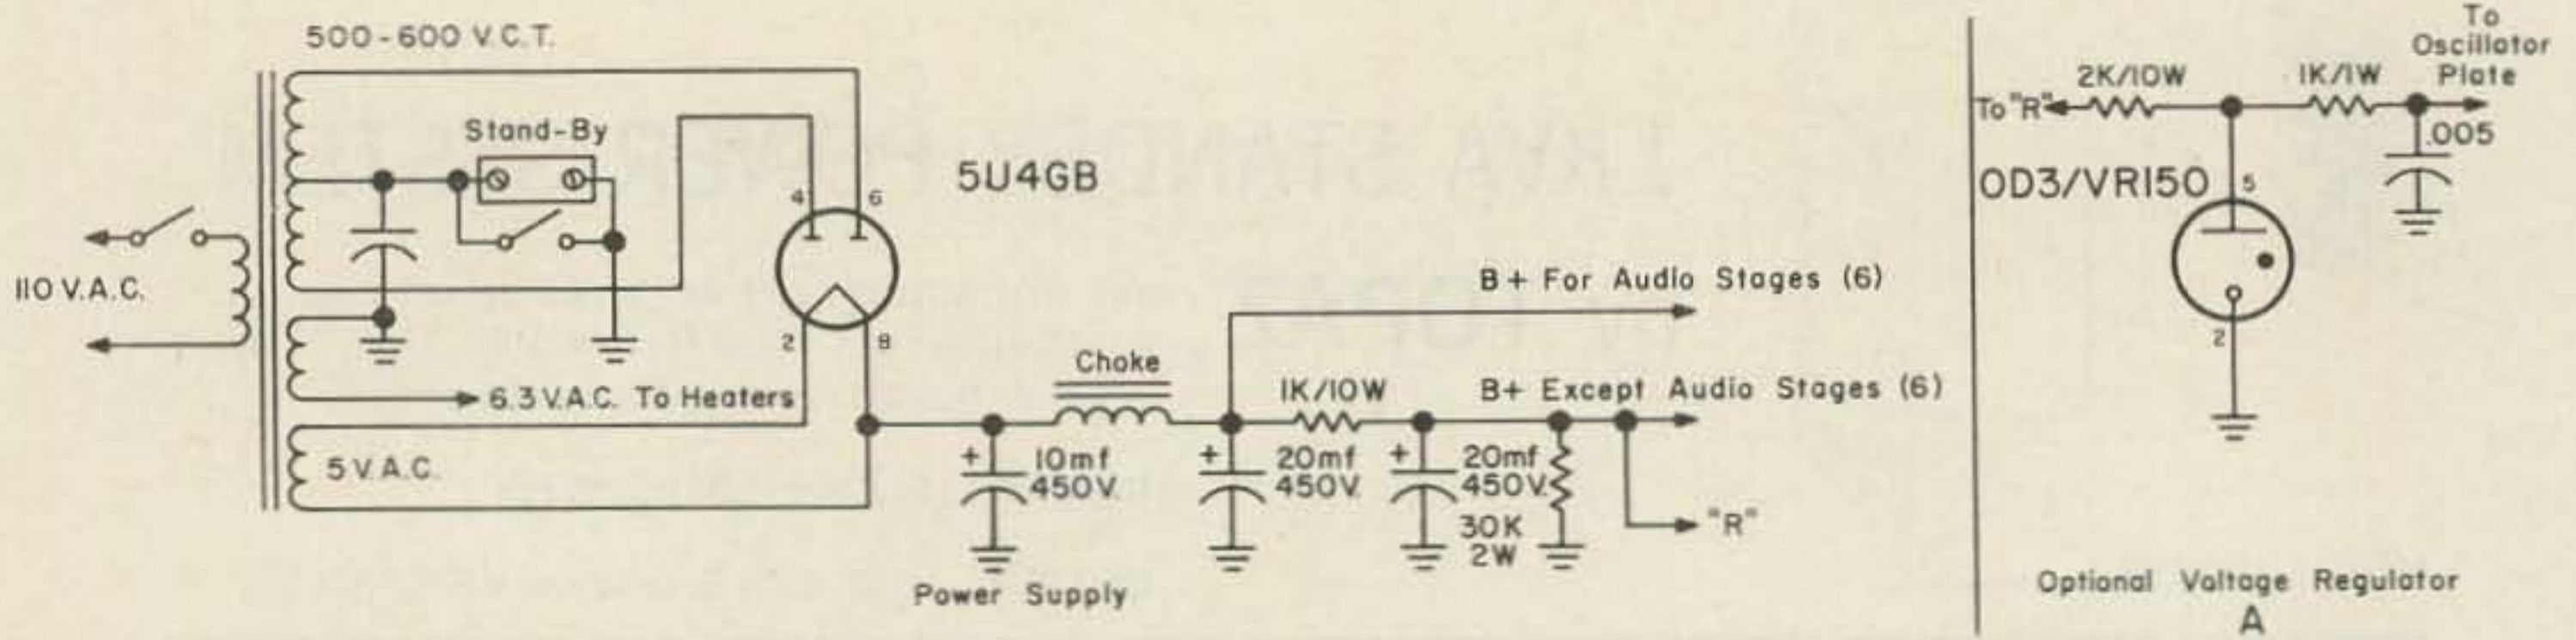 500-600 V.C.T.
Stand-By
4
6
5U4GB
110 V.A.C.
2
8
6.3 V.A.C. To Heaters
5 V.A.C.
Choke
B+ For Audio Stages (6)
1K/10W
B+ Except Audio Stages (6)
+
10mf
450V
+
20mf
450V.
+
20mf
450V.
30K
2W
"R"
Power Supply
To
Oscillator
Plate
2K/10W
1K/1W
To "R"
.005
OD3/VR150
5
2
Optional Voltage Regulator
A